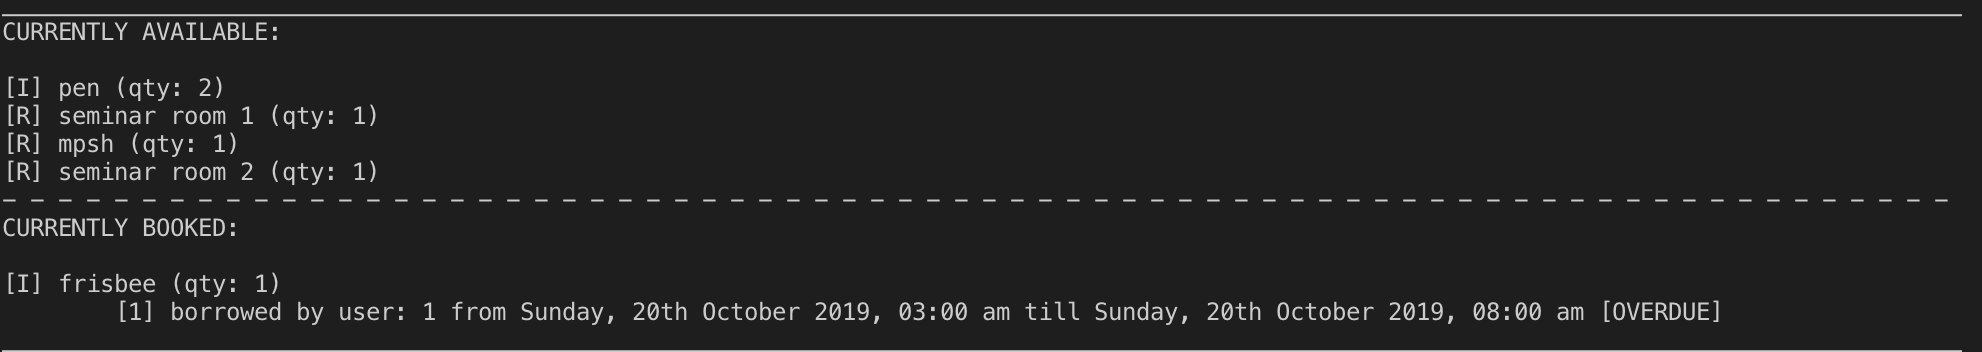 CURRENTLY AVAILABLE:
[I] pen (qty: 2)
[R] seminar room 1 (qty: 1)
[R] mpsh (qty: 1)
[R] seminar room 2 (qty: 1)
CURRENTLY BOOKED:
[I] frisbee (qty: 1)
[1] borrowed by user: 1 from Sunday, 20th October 2019, 03:00 am till Sunday, 20th October 2019, 08:00 am [OVERDUE]